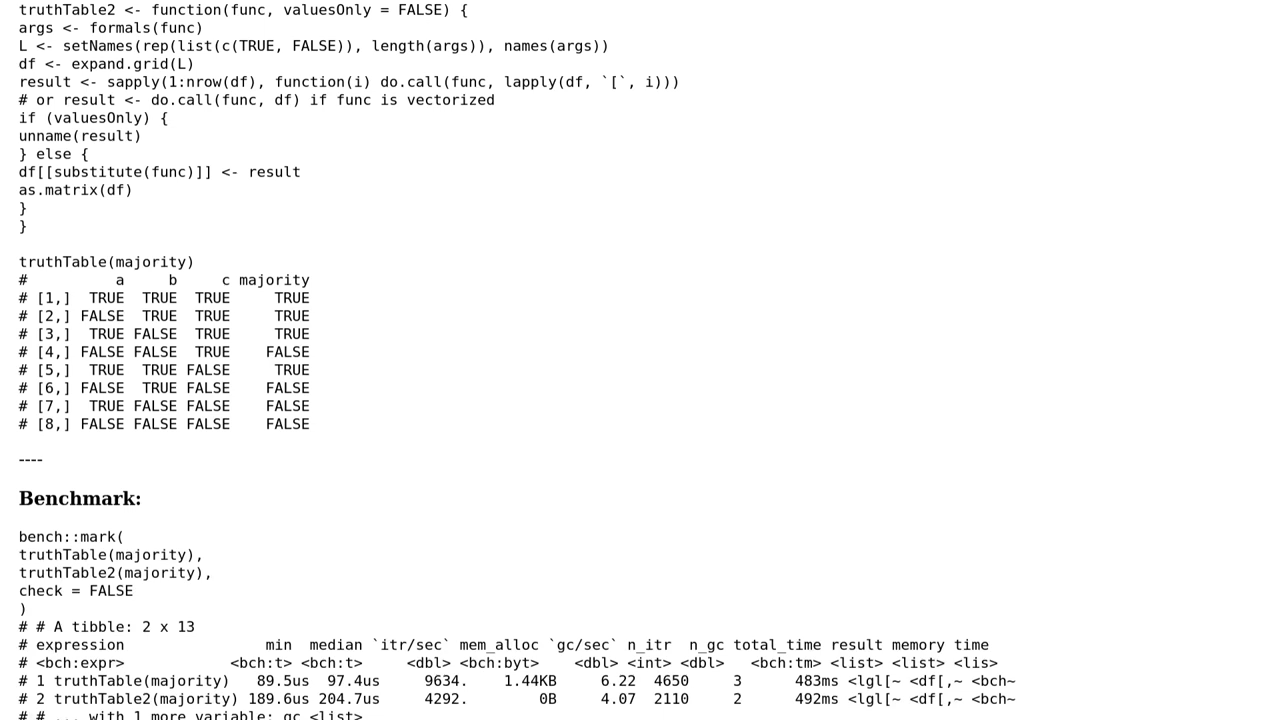 truthTable2 <- function(func, valuesOnly = FALSE) {
args <- formals(func)
L <- setNames(rep(list(c(TRUE, FALSE)), length(args)), names(args))
df <- expand.grid(L)
result <- sapply(1:nrow(df), function(i) do.call(func, lapply(df, `[`, i)))
# or result <- do.call(func, df) if func is vectorized
if (valuesOnly) {
unname(result)
} else {
df[[substitute(func)]] <- result
as.matrix(df)
}
}

truthTable(majority)
#          a     b     c majority
# [1,]  TRUE  TRUE  TRUE     TRUE
# [2,] FALSE  TRUE  TRUE     TRUE
# [3,]  TRUE FALSE  TRUE     TRUE
# [4,] FALSE FALSE  TRUE    FALSE
# [5,]  TRUE  TRUE FALSE     TRUE
# [6,] FALSE  TRUE FALSE    FALSE
# [7,]  TRUE FALSE FALSE    FALSE
# [8,] FALSE FALSE FALSE    FALSE

----

Benchmark:

bench::mark(
truthTable(majority),
truthTable2(majority),
check = FALSE
)
# # A tibble: 2 x 13
# expression                min  median `itr/sec` mem_alloc `gc/sec` n_itr  n_gc total_time result memory time
# <bch:expr>            <bch:t> <bch:t>     <dbl> <bch:byt>    <dbl> <int> <dbl>   <bch:tm> <list> <list> <lis>
# 1 truthTable(majority)   89.5us  97.4us     9634.    1.44KB     6.22  4650     3      483ms <lgl[~ <df[,~ <bch~
# 2 truthTable2(majority) 189.6us 204.7us     4292.        0B     4.07  2110     2      492ms <lgl[~ <df[,~ <bch~
# # ... with 1 more variable: gc <list>